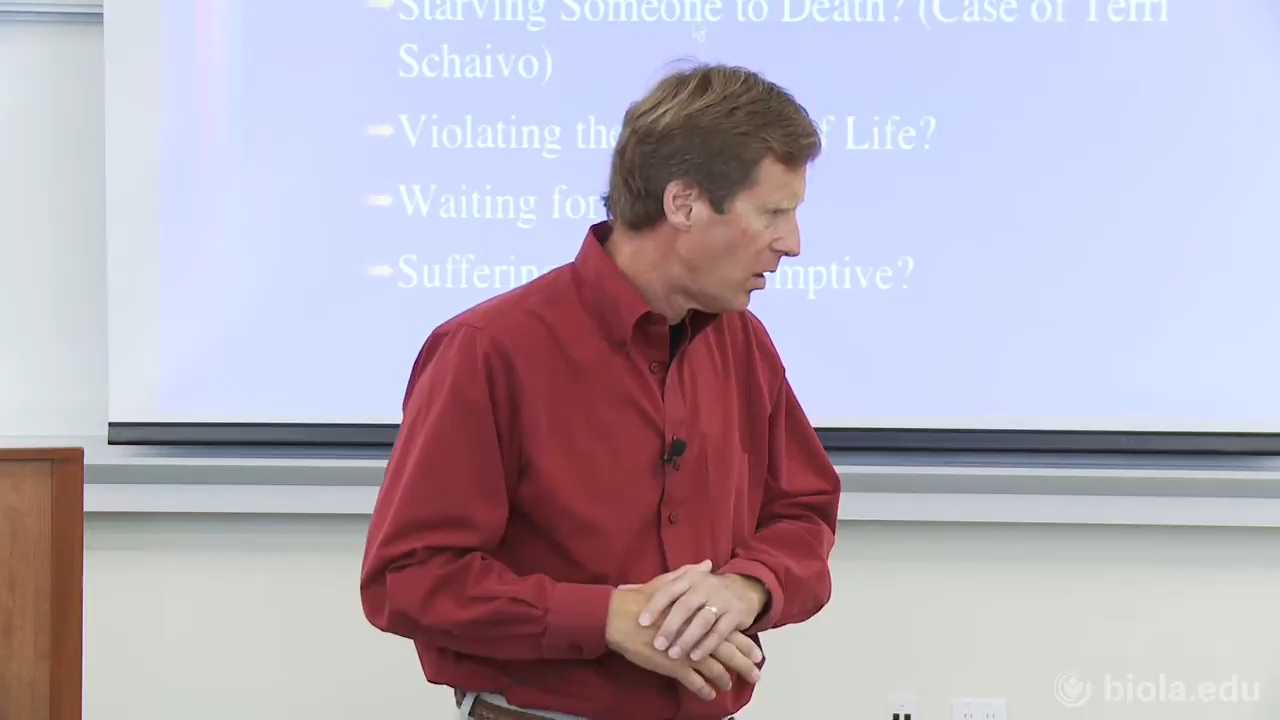 Starving Someone to Death? (Case of Terri
Schaivo)
Violating the f Life?
Waiting for
Sufferin mptive?
biola.edu